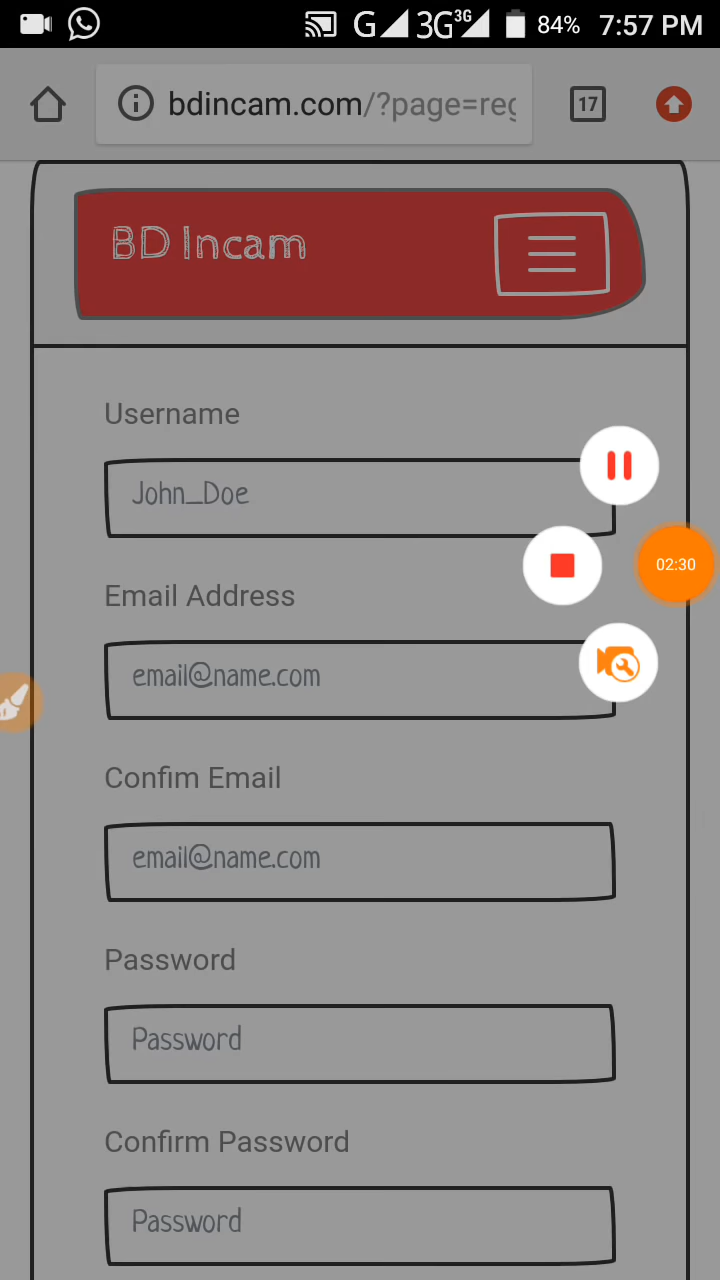 G 3G 3G 84% 7:57 PM
bdincam.com/?page=reg
17
BD Incam
Username
John_Doe
Email Address
02:30
email@name.com
Confim Email
email@name.com
Password
Password
Confirm Password
Password